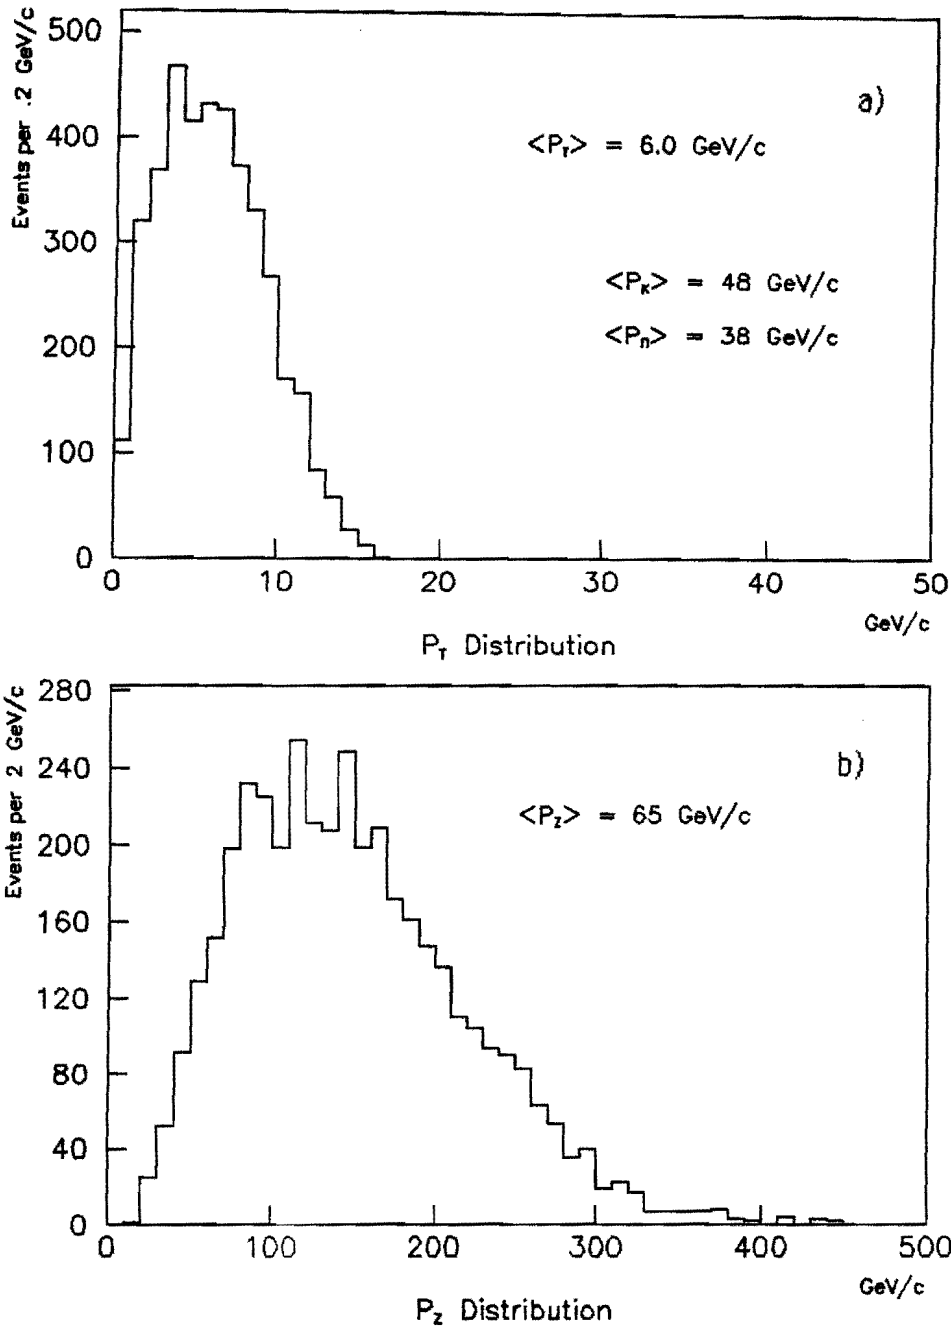 Events per .2 GeV/c
500
400
300
200
100
0
a)
<P_T> = 6.0 GeV/c
<P_K> = 48 GeV/c
<P_π> = 38 GeV/c
0 10 20 30 40 50
GeV/c
P_T Distribution
Events per 2 GeV/c
280
240
200
160
120
80
40
0
b)
<P_Z> = 65 GeV/c
0 100 200 300 400 500
GeV/c
P_Z Distribution